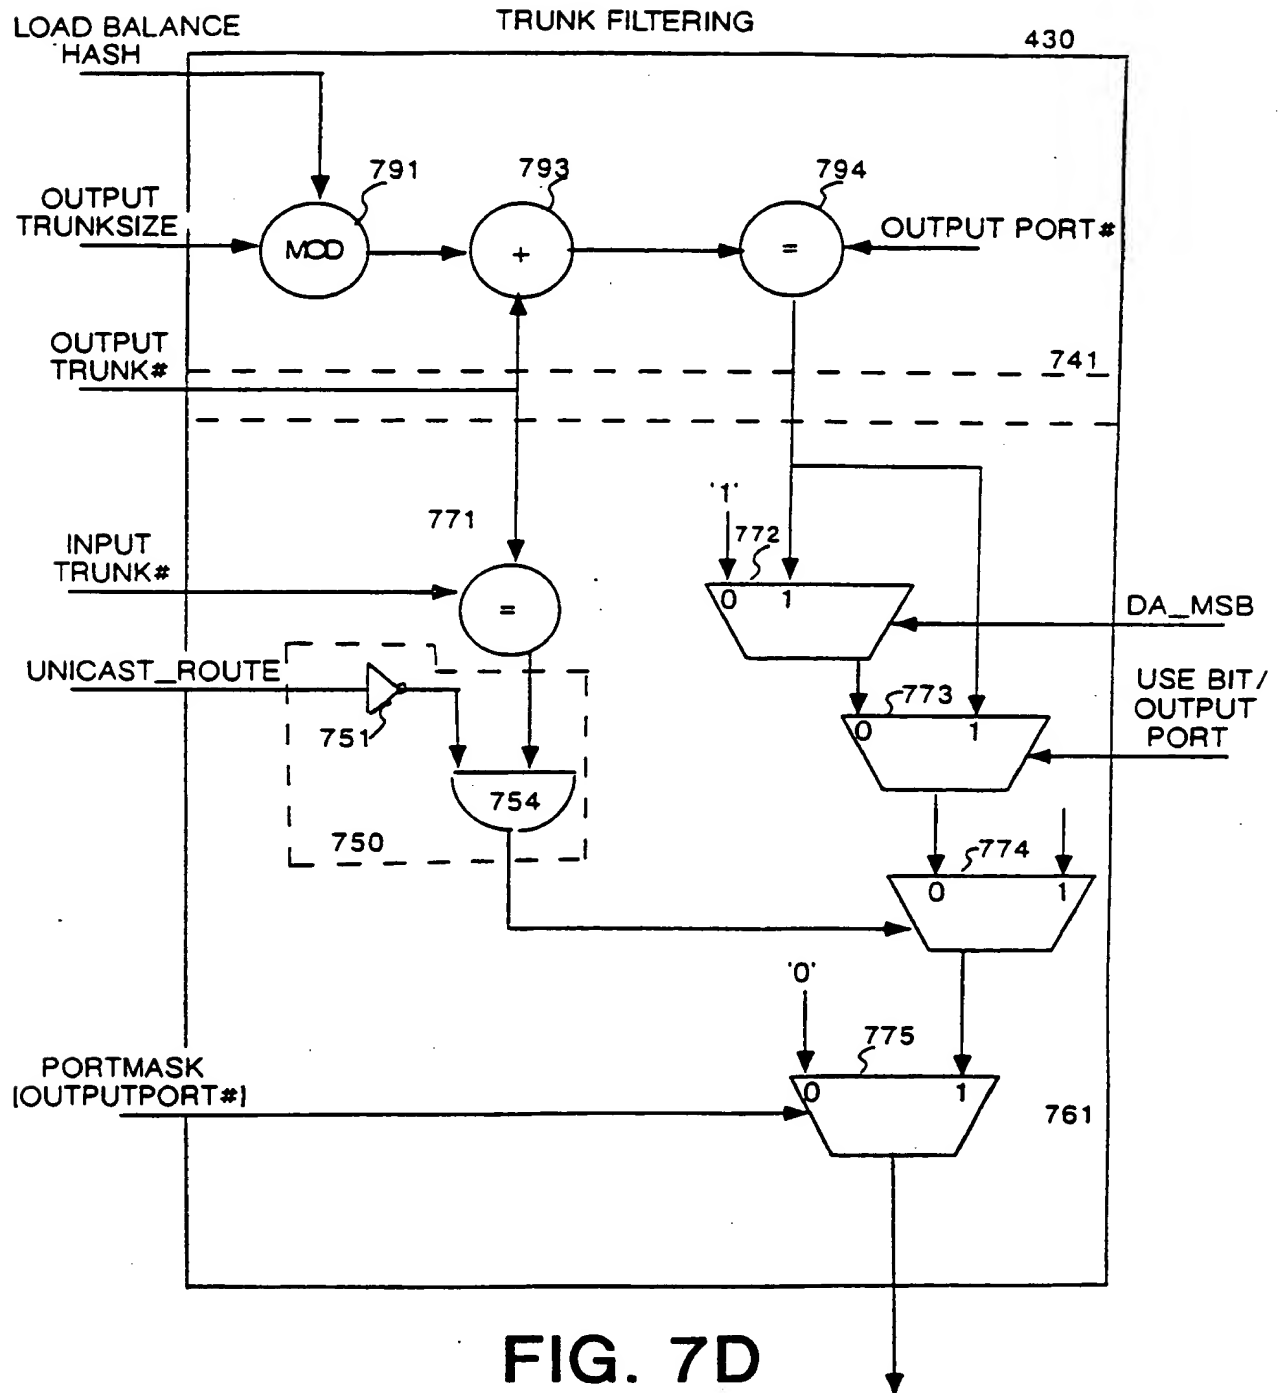 TRUNK FILTERING
LOAD BALANCE
HASH
430
791
793
794
OUTPUT
TRUNKSIZE
MOD
+
=
OUTPUT PORT#
OUTPUT
TRUNK#
741
'1'
771
772
INPUT
TRUNK#
=
0 1
DA_MSB
UNICAST_ROUTE
751
773
0 1
USE BIT/
OUTPUT
PORT
754
750
774
0 1
'0'
775
PORTMASK
[OUTPUTPORT#]
0 1
761
FIG. 7D